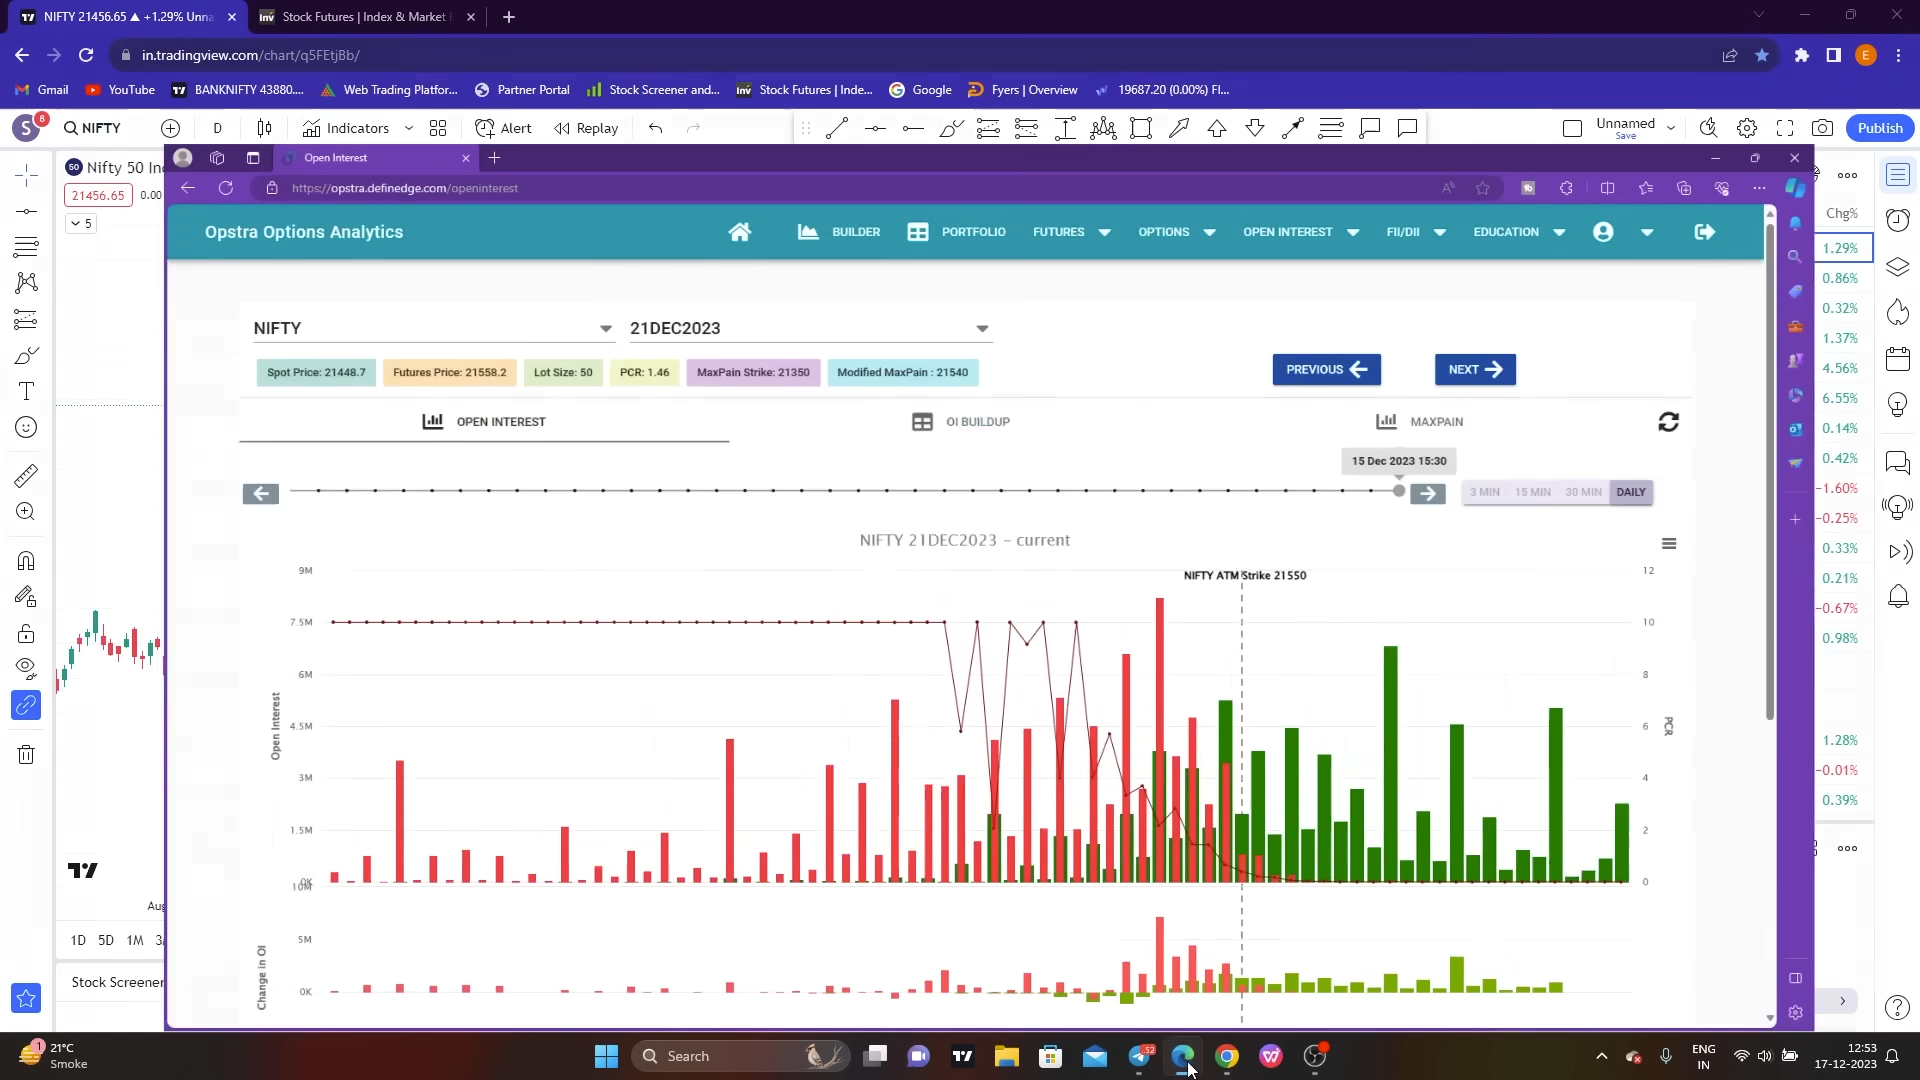 NIFTY 21456.65 ▲ +1.29% Unna
Stock Futures | Index & Market F
in.tradingview.com/chart/q5FEtjBb/
E
Gmail
YouTube
BANKNIFTY 43880....
Web Trading Platfor...
Partner Portal
Stock Screener and...
Stock Futures | Inde...
Google
Fyers | Overview
19687.20 (0.00%) Fl...
S
8
NIFTY
D
Indicators
Alert
Replay
Unnamed
Save
Publish
50
Nifty 50 In
21456.65
0.00
5
Open Interest
https://opstra.definedge.com/openinterest
Opstra Options Analytics
BUILDER
PORTFOLIO
FUTURES
OPTIONS
OPEN INTEREST
FII/DII
EDUCATION
Chg%
1.29%
0.86%
0.32%
1.37%
4.56%
6.55%
0.14%
0.42%
-1.60%
-0.25%
0.33%
0.21%
-0.67%
0.98%
1.28%
-0.01%
0.39%
NIFTY
21DEC2023
Spot Price: 21448.7
Futures Price: 21558.2
Lot Size: 50
PCR: 1.46
MaxPain Strike: 21350
Modified MaxPain : 21540
PREVIOUS
NEXT
OPEN INTEREST
OI BUILDUP
MAXPAIN
15 Dec 2023 15:30
3 MIN
15 MIN
30 MIN
DAILY
NIFTY 21DEC2023 – current
NIFTY ATM Strike 21550
9M
7.5M
6M
4.5M
3M
1.5M
0K
Open Interest
12
10
8
6
4
2
0
PCR
10M
5M
0K
Change in OI
Aug
1D
5D
1M
Stock Screener
21°C
Smoke
1
Search
52
ENG
IN
12:53
17-12-2023